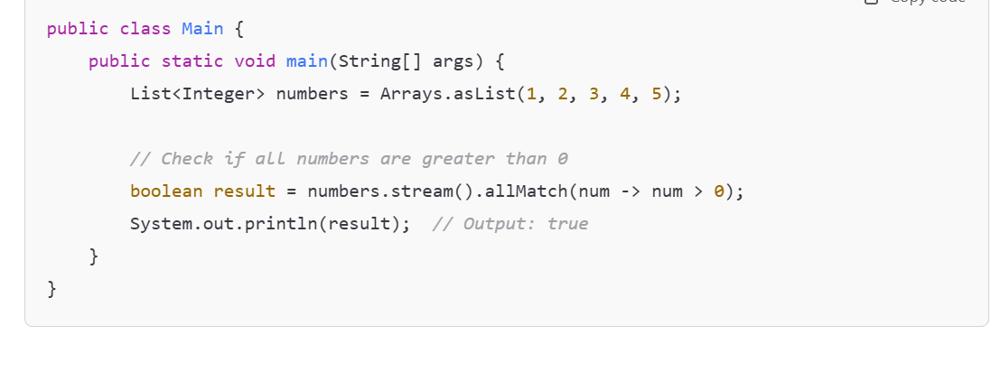 Copy code
public class Main {
    public static void main(String[] args) {
        List<Integer> numbers = Arrays.asList(1, 2, 3, 4, 5);
        // Check if all numbers are greater than 0
        boolean result = numbers.stream().allMatch(num -> num > 0);
        System.out.println(result);  // Output: true
    }
}